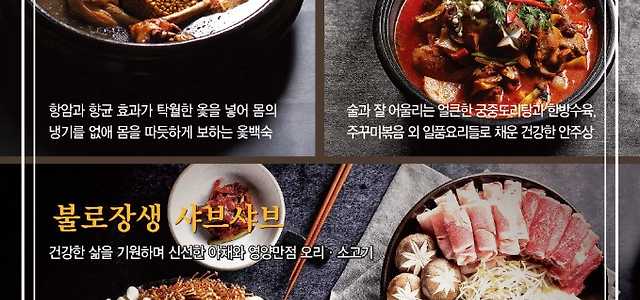 항암과 항균 효과가 탁월한 옻을 넣어 몸의
냉기를 없애 몸을 따듯하게 보하는 옻백숙
술과 잘 어울리는 얼큰한 궁중도리탕과 한방수육,
주꾸미볶음 외 일품요리들로 채운 건강한 안주상
불로장생 샤브샤브
건강한 삶을 기원하며 신선한 야채와 영양만점 오리 · 소고기